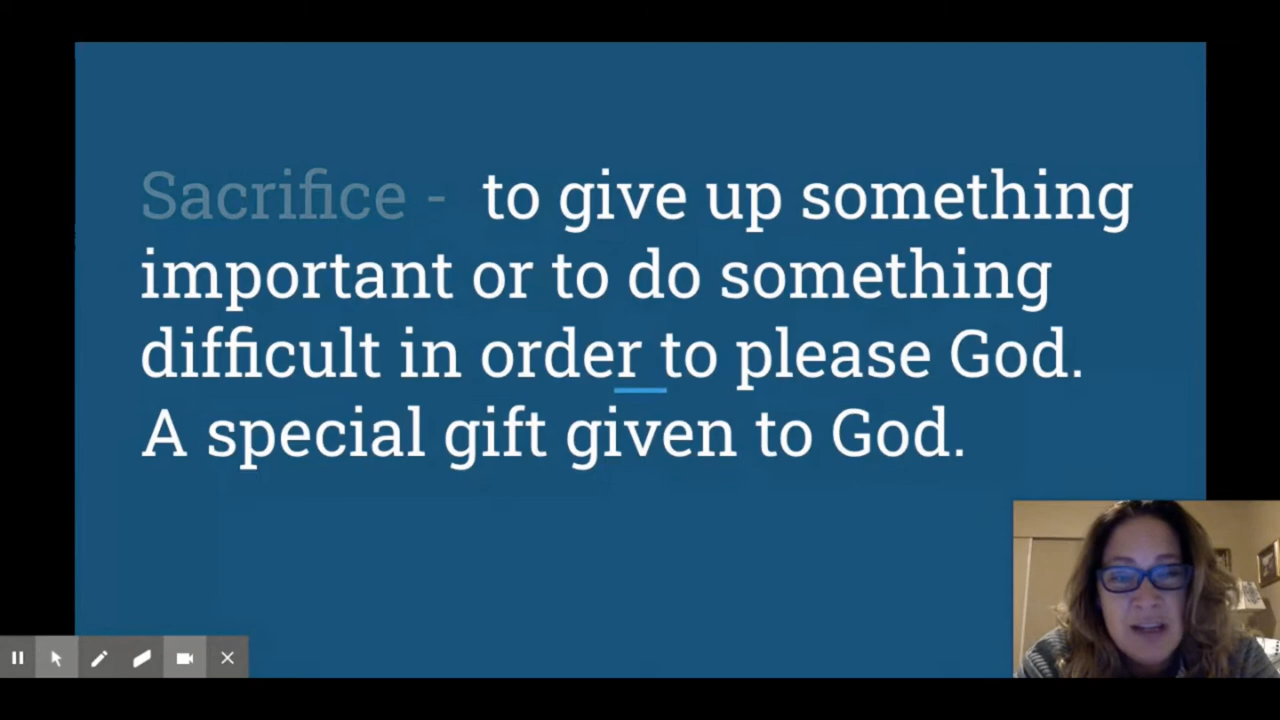 Sacrifice - to give up something
important or to do something
difficult in order to please God.
A special gift given to God.